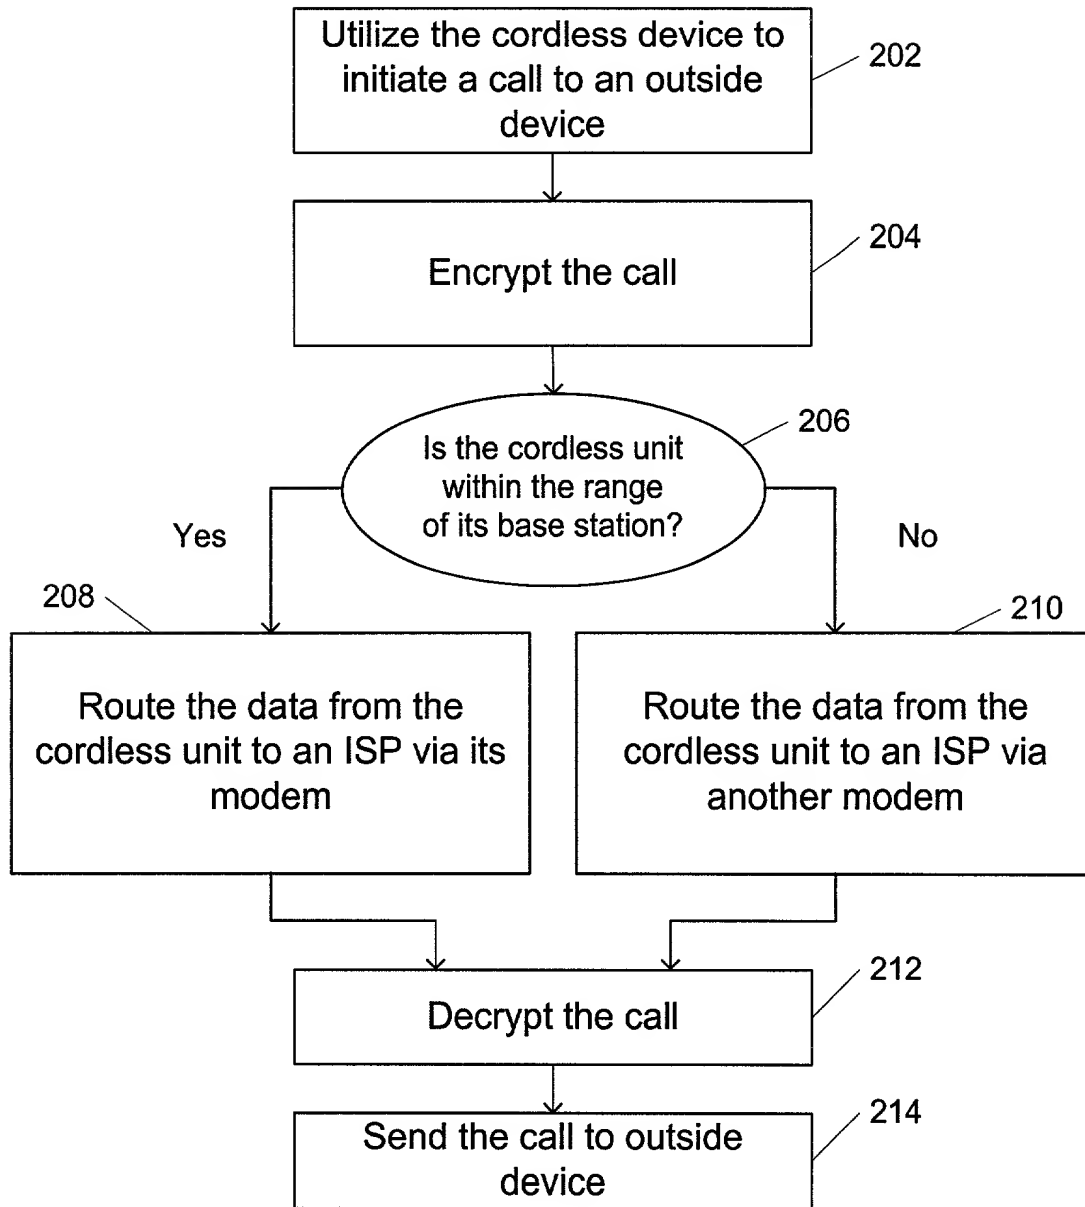 Utilize the cordless device to
initiate a call to an outside
device
202
Encrypt the call
204
Is the cordless unit
within the range
of its base station?
206
Yes
No
208
Route the data from the
cordless unit to an ISP via its
modem
210
Route the data from the
cordless unit to an ISP via
another modem
Decrypt the call
212
Send the call to outside
device
214